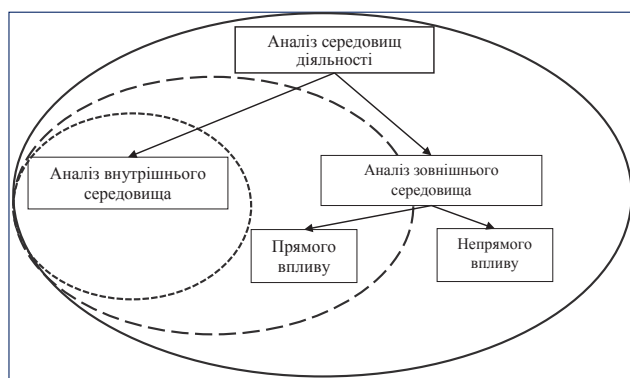 Аналіз середовищ
діяльності
Аналіз внутрішнього
середовища
Аналіз зовнішнього
середовища
Прямого
впливу
Непрямого
впливу